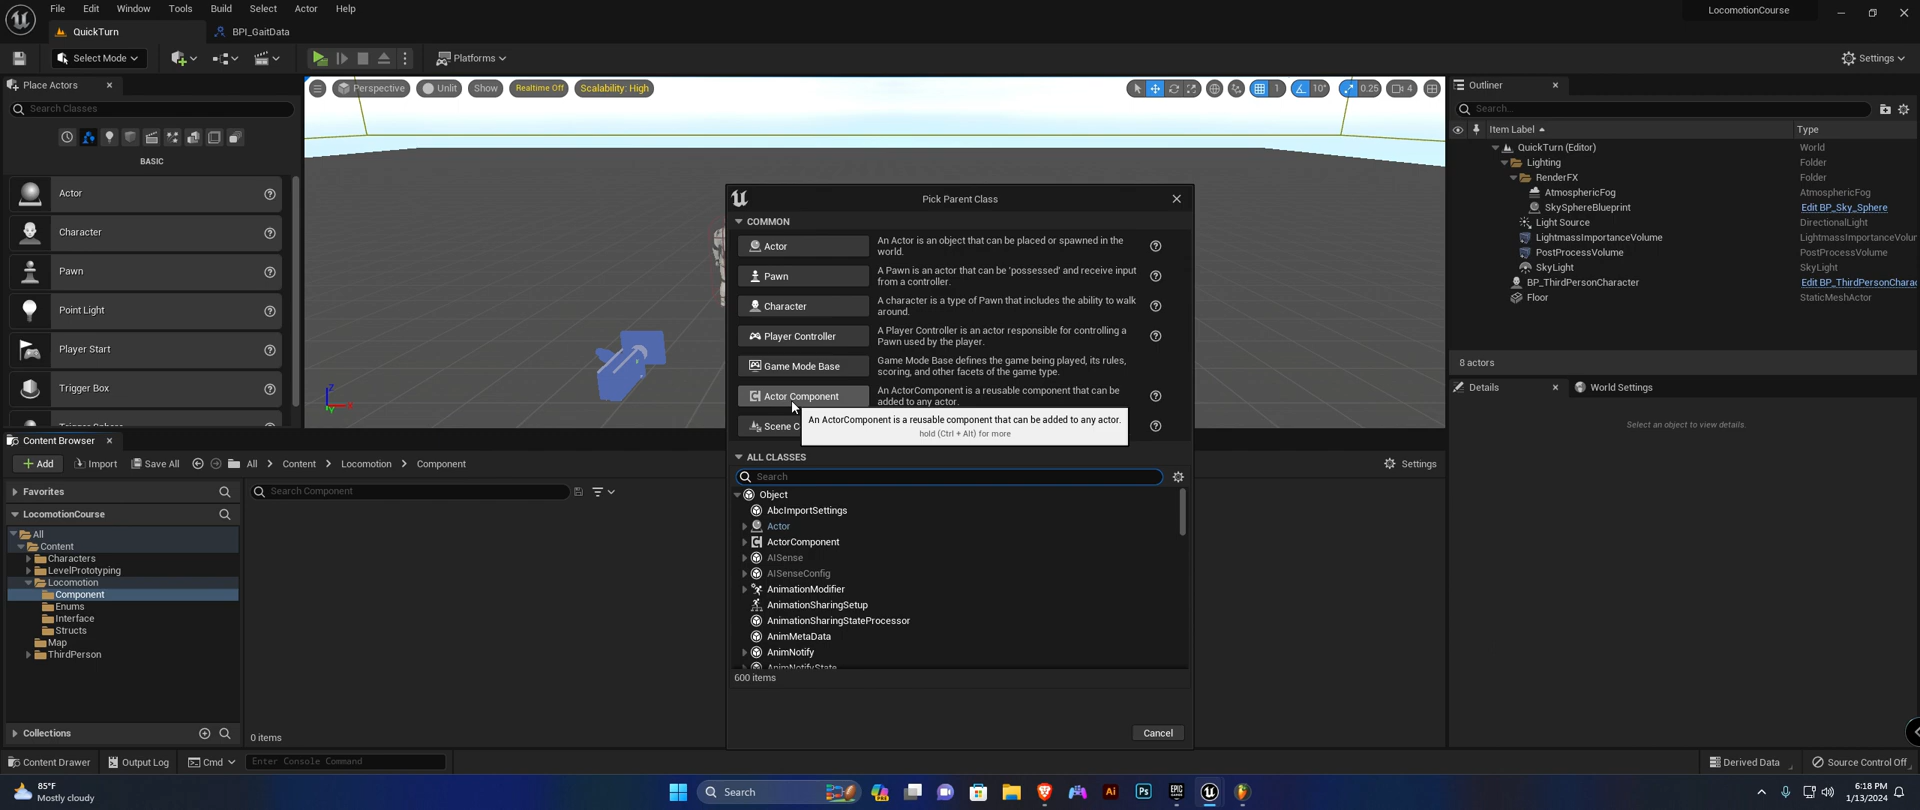 File Edit Window Tools Build Select Actor Help
LocomotionCourse
QuickTurn
BPI_GaitData
Select Mode
Platforms
Settings
Place Actors
Search Classes
BASIC
Actor
Character
Pawn
Point Light
Player Start
Trigger Box
Perspective
Unlit
Show
Realtime Off
Scalability: High
1
10°
0.25
4
Pick Parent Class
COMMON
Actor
An Actor is an object that can be placed or spawned in the
world.
Pawn
A Pawn is an actor that can be 'possessed' and receive input
from a controller.
Character
A character is a type of Pawn that includes the ability to walk
around.
Player Controller
A Player Controller is an actor responsible for controlling a
Pawn used by the player.
Game Mode Base
Game Mode Base defines the game being played, its rules,
scoring, and other facets of the game type.
Actor Component
An ActorComponent is a reusable component that can be
added to any actor.
An ActorComponent is a reusable component that can be added to any actor.
hold (Ctrl + Alt) for more
Scene C
ALL CLASSES
Search
Object
AbcImportSettings
Actor
ActorComponent
AISense
AISenseConfig
AnimationModifier
AnimationSharingSetup
AnimationSharingStateProcessor
AnimMetaData
AnimNotify
AnimNotifyState
600 items
Cancel
Outliner
Search...
Item Label Type
QuickTurn (Editor) World
Lighting Folder
RenderFX Folder
AtmosphericFog AtmosphericFog
SkySphereBlueprint Edit BP_Sky_Sphere
Light Source DirectionalLight
LightmassImportanceVolume LightmassImportanceVolum
PostProcessVolume PostProcessVolume
SkyLight SkyLight
BP_ThirdPersonCharacter Edit BP_ThirdPersonCharac
Floor StaticMeshActor
8 actors
Details
World Settings
Select an object to view details.
Content Browser
Add
Import
Save All
All
Content
Locomotion
Component
Settings
Favorites
Search Component
LocomotionCourse
All
Content
Characters
LevelPrototyping
Locomotion
Component
Enums
Interface
Structs
Map
ThirdPerson
Collections
0 items
Content Drawer
Output Log
Cmd
Enter Console Command
Derived Data
Source Control Off
85°F
Mostly cloudy
Search
6:18 PM
1/13/2024